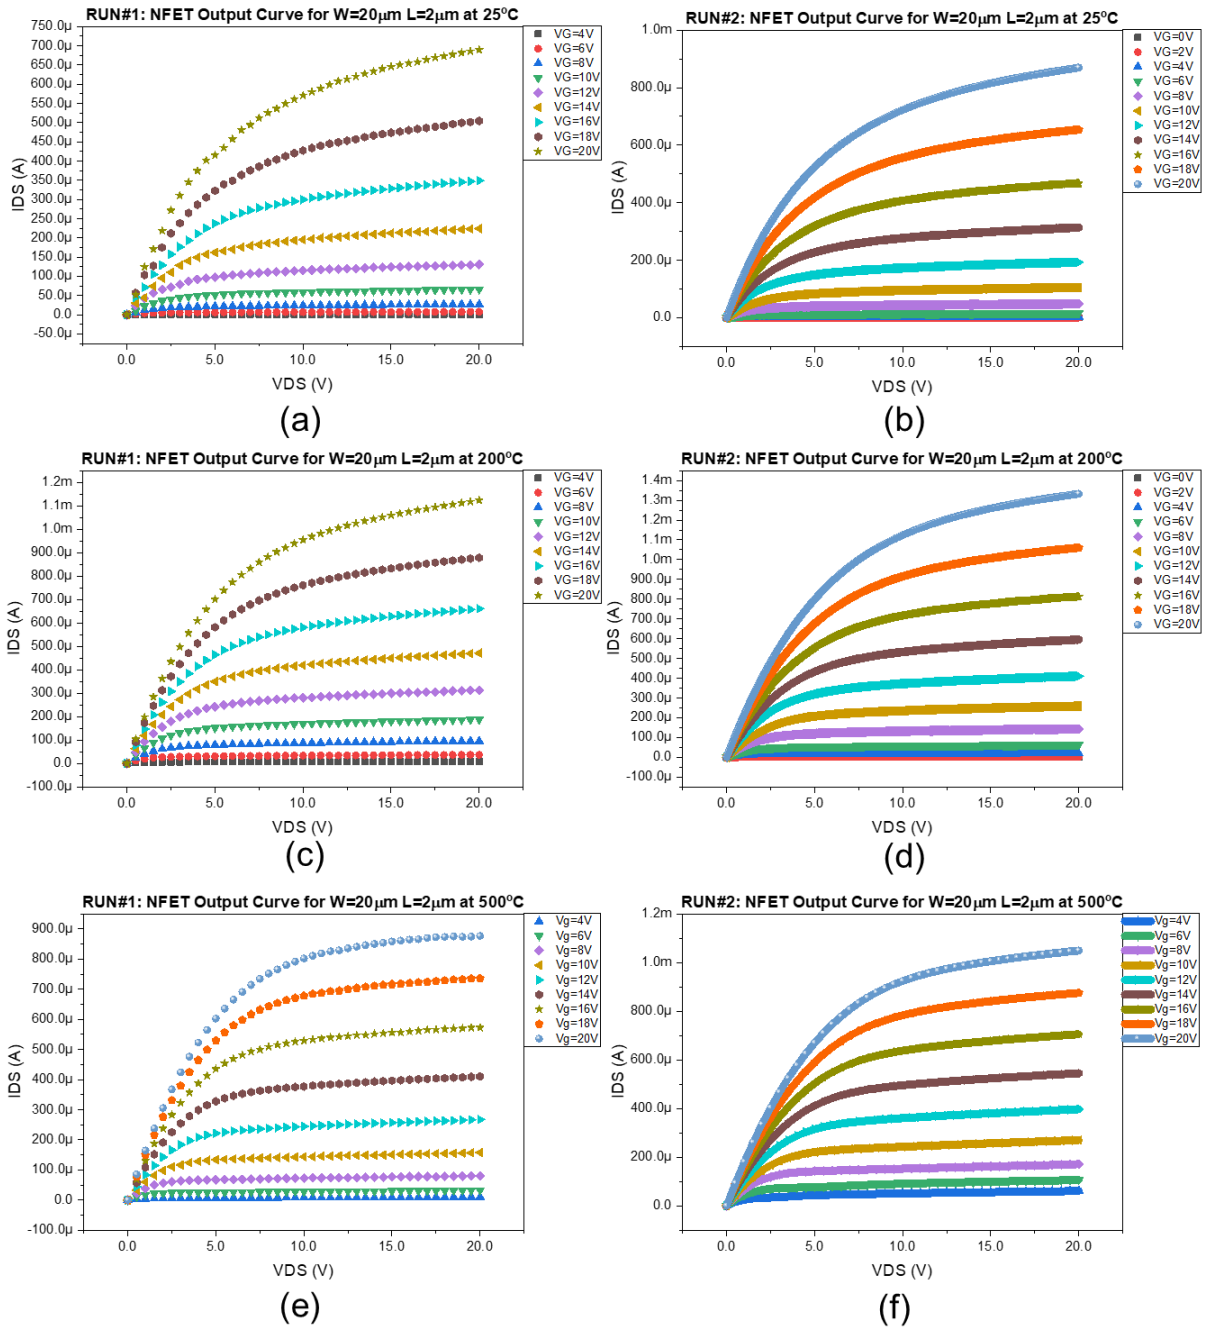 RUN#1: NFET Output Curve for W=20μm L=2μm at 25°C
750.0μ
700.0μ
650.0μ
600.0μ
550.0μ
500.0μ
450.0μ
400.0μ
350.0μ
300.0μ
250.0μ
200.0μ
150.0μ
100.0μ
50.0μ
0.0
-50.0μ
IDS (A)
0.0 5.0 10.0 15.0 20.0
VDS (V)
VG=4V
VG=6V
VG=8V
VG=10V
VG=12V
VG=14V
VG=16V
VG=18V
VG=20V
(a)
RUN#2: NFET Output Curve for W=20μm L=2μm at 25°C
1.0m
800.0μ
600.0μ
400.0μ
200.0μ
0.0
IDS (A)
0.0 5.0 10.0 15.0 20.0
VDS (V)
VG=0V
VG=2V
VG=4V
VG=6V
VG=8V
VG=10V
VG=12V
VG=14V
VG=16V
VG=18V
VG=20V
(b)
RUN#1: NFET Output Curve for W=20μm L=2μm at 200°C
1.2m
1.1m
1.0m
900.0μ
800.0μ
700.0μ
600.0μ
500.0μ
400.0μ
300.0μ
200.0μ
100.0μ
0.0
-100.0μ
IDS (A)
0.0 5.0 10.0 15.0 20.0
VDS (V)
VG=4V
VG=6V
VG=8V
VG=10V
VG=12V
VG=14V
VG=16V
VG=18V
VG=20V
(c)
RUN#2: NFET Output Curve for W=20μm L=2μm at 200°C
1.4m
1.3m
1.2m
1.1m
1.0m
900.0μ
800.0μ
700.0μ
600.0μ
500.0μ
400.0μ
300.0μ
200.0μ
100.0μ
0.0
-100.0μ
IDS (A)
0.0 5.0 10.0 15.0 20.0
VDS (V)
VG=0V
VG=2V
VG=4V
VG=6V
VG=8V
VG=10V
VG=12V
VG=14V
VG=16V
VG=18V
VG=20V
(d)
RUN#1: NFET Output Curve for W=20μm L=2μm at 500°C
900.0μ
800.0μ
700.0μ
600.0μ
500.0μ
400.0μ
300.0μ
200.0μ
100.0μ
0.0
-100.0μ
IDS (A)
0.0 5.0 10.0 15.0 20.0
VDS (V)
Vg=4V
Vg=6V
Vg=8V
Vg=10V
Vg=12V
Vg=14V
Vg=16V
Vg=18V
Vg=20V
(e)
RUN#2: NFET Output Curve for W=20μm L=2μm at 500°C
1.2m
1.0m
800.0μ
600.0μ
400.0μ
200.0μ
0.0
IDS (A)
0.0 5.0 10.0 15.0 20.0
VDS (V)
Vg=4V
Vg=6V
Vg=8V
Vg=10V
Vg=12V
Vg=14V
Vg=16V
Vg=18V
Vg=20V
(f)